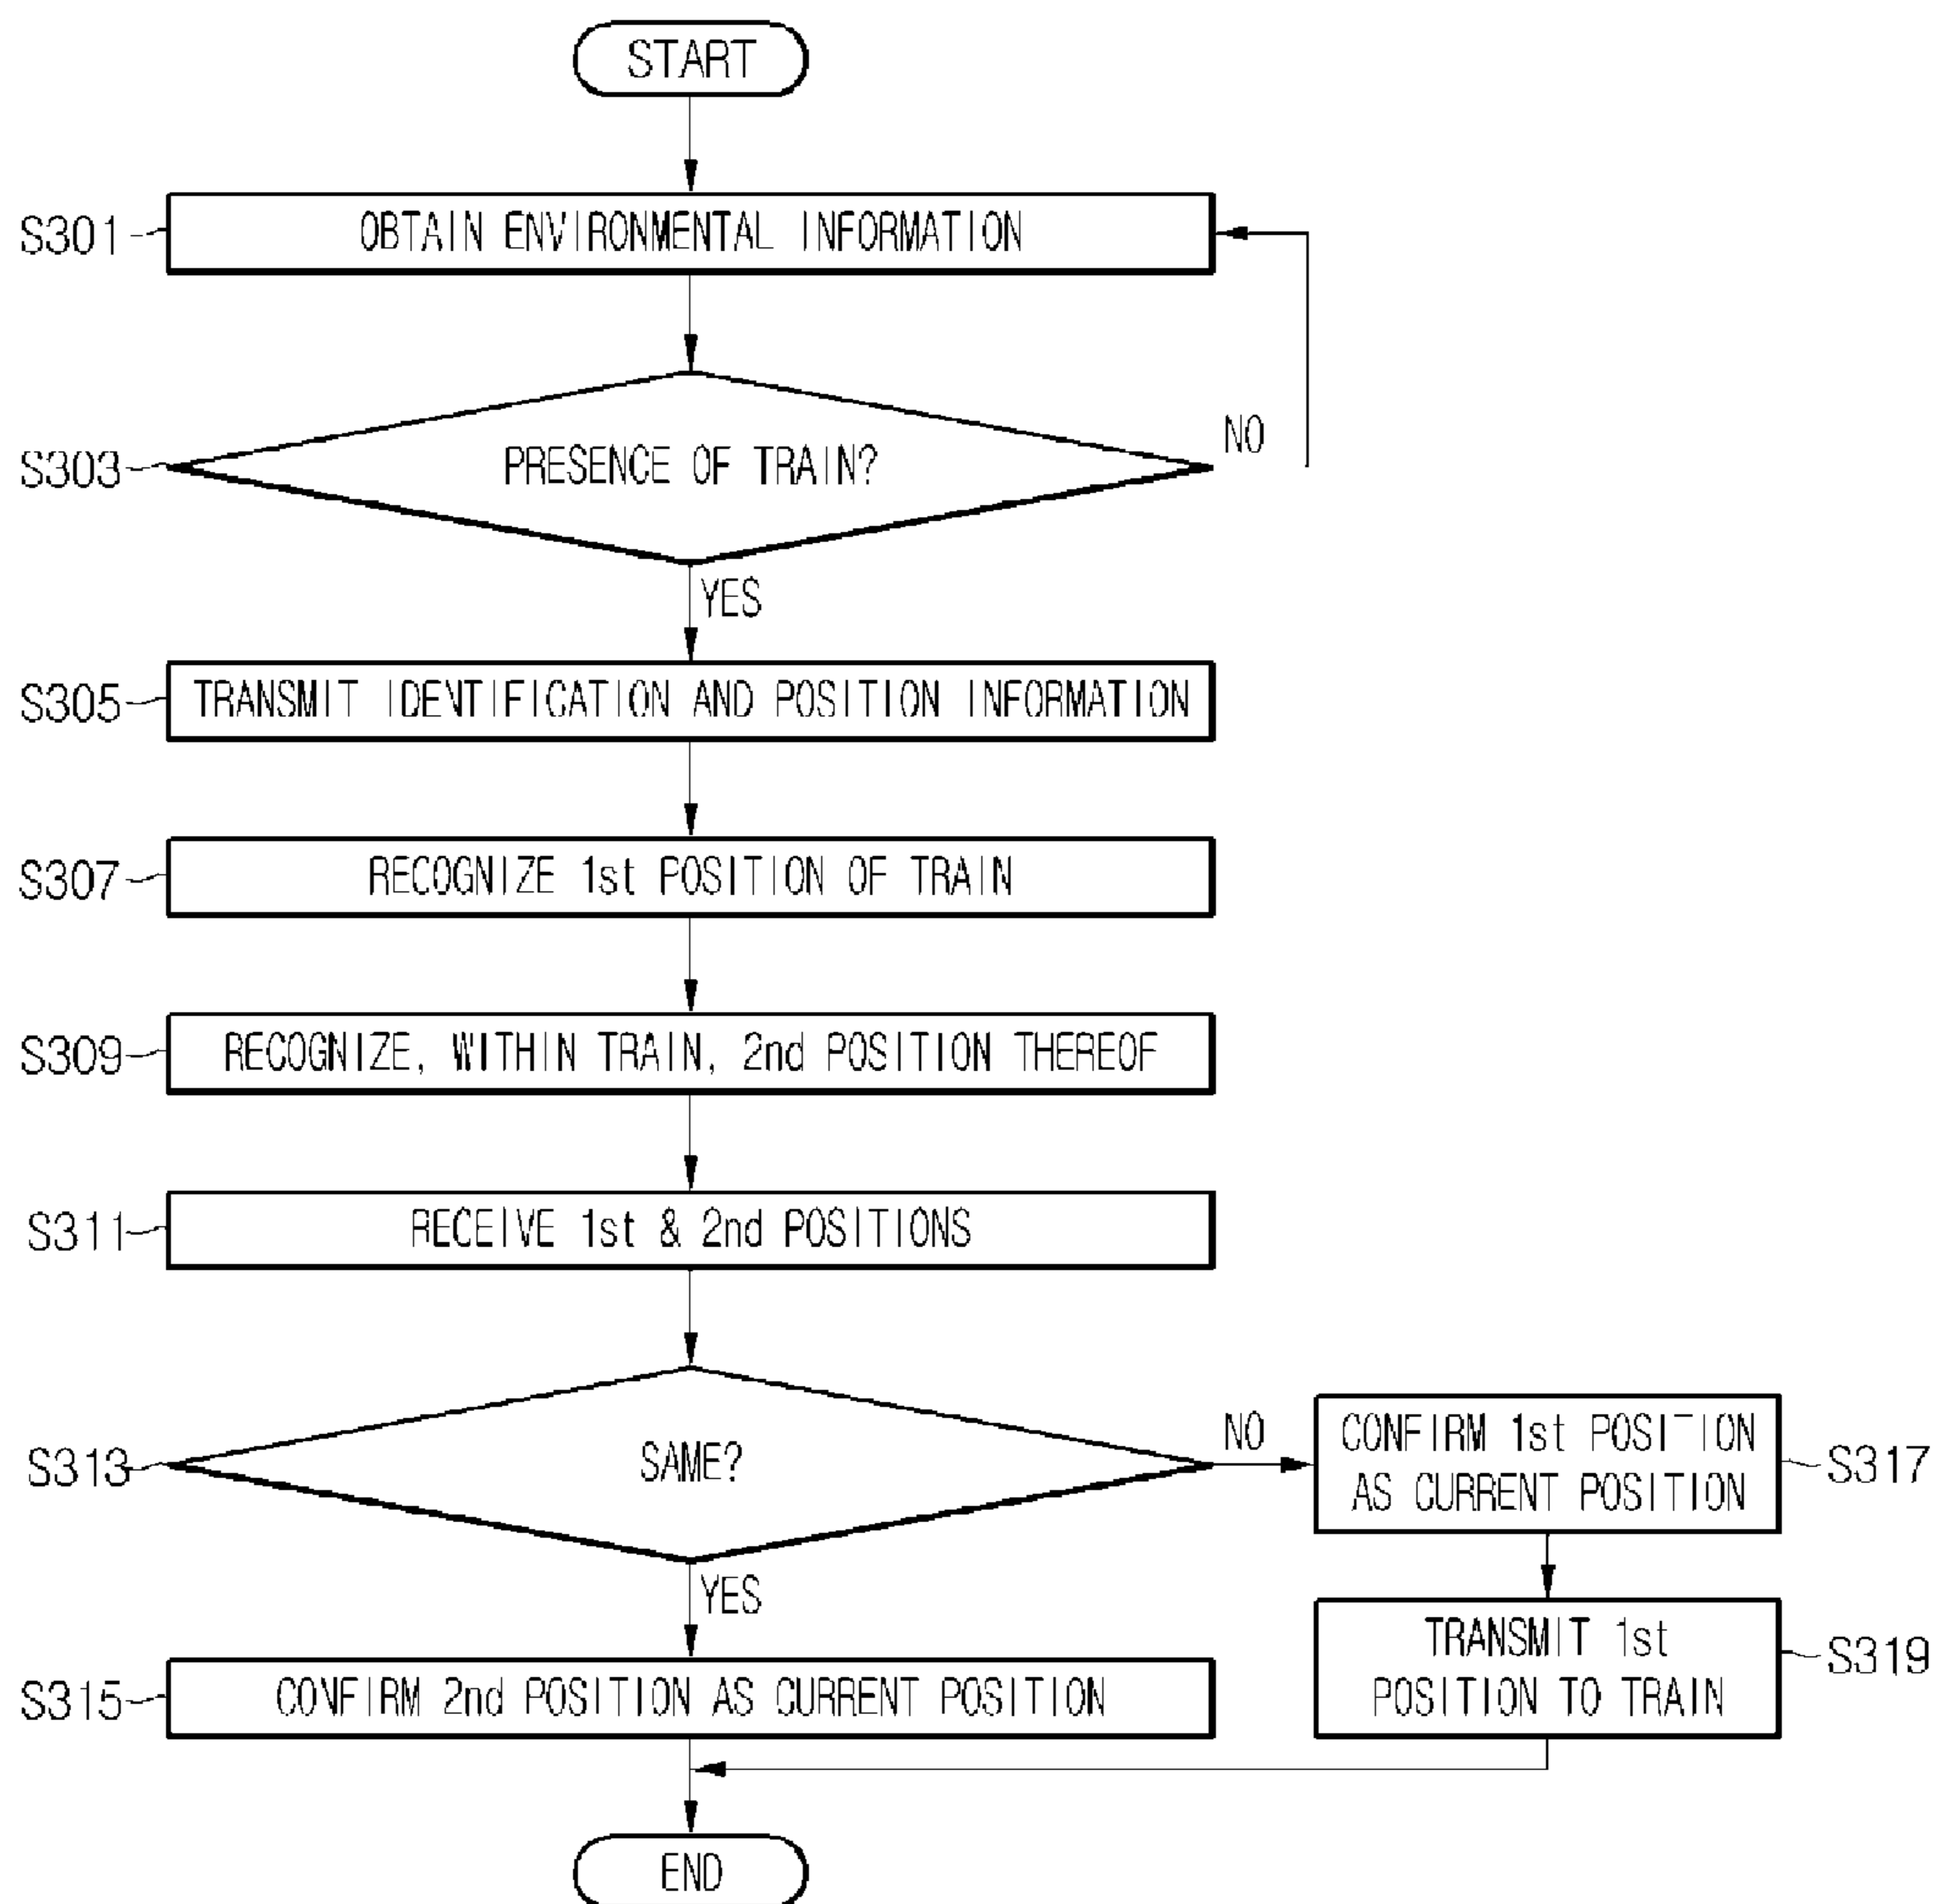 START
S301
OBTAIN ENVIRONMENTAL INFORMATION
S303
PRESENCE OF TRAIN?
NO
YES
S305
TRANSMIT IDENTIFICATION AND POSITION INFORMATION
S307
RECOGNIZE 1st POSITION OF TRAIN
S309
RECOGNIZE, WITHIN TRAIN, 2nd POSITION THEREOF
S311
RECEIVE 1st & 2nd POSITIONS
S313
SAME?
NO
CONFIRM 1st POSITION
AS CURRENT POSITION
S317
YES
TRANSMIT 1st
POSITION TO TRAIN
S319
S315
CONFIRM 2nd POSITION AS CURRENT POSITION
END